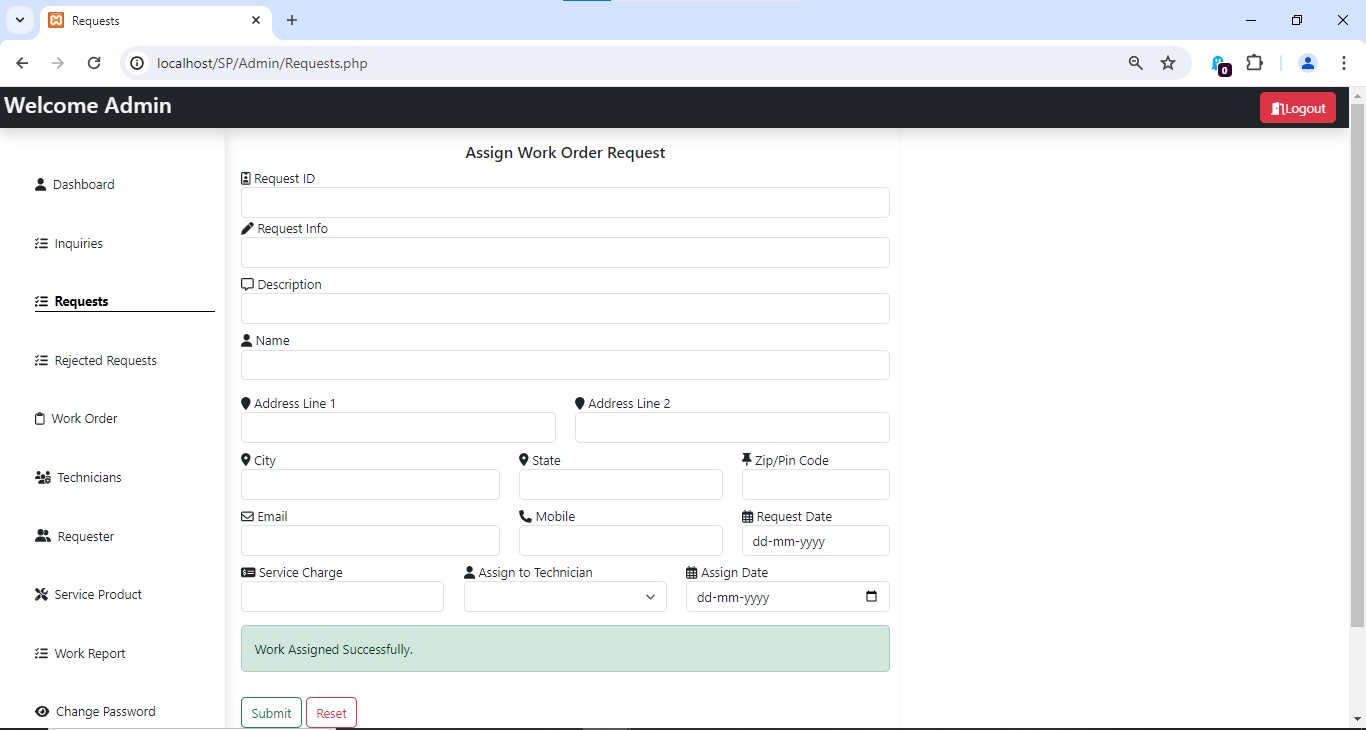 Requests
localhost/SP/Admin/Requests.php
0
Welcome Admin
Logout
Dashboard
Inquiries
Requests
Rejected Requests
Work Order
Technicians
Requester
Service Product
Work Report
Change Password
Assign Work Order Request
Request ID
Request Info
Description
Name
Address Line 1 Address Line 2
City State Zip/Pin Code
Email Mobile Request Date
dd-mm-yyyy
Service Charge Assign to Technician Assign Date
dd-mm-yyyy
Work Assigned Successfully.
Submit Reset